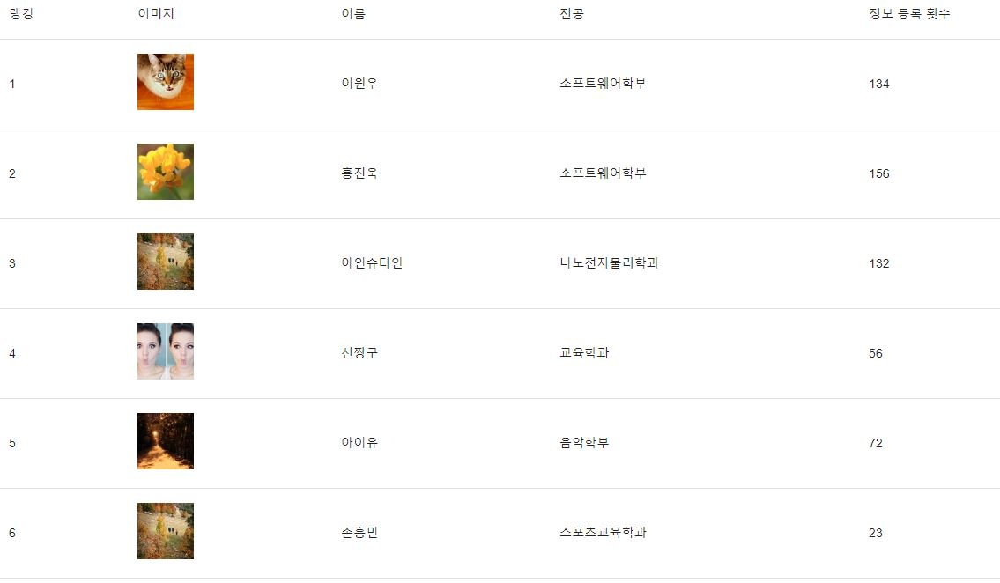 랭킹 이미지 이름 전공 정보 등록 횟수
1 이원우 소프트웨어학부 134
2 홍진욱 소프트웨어학부 156
3 아인슈타인 나노전자물리학과 132
4 신짱구 교육학과 56
5 아이유 음악학부 72
6 손흥민 스포츠교육학과 23